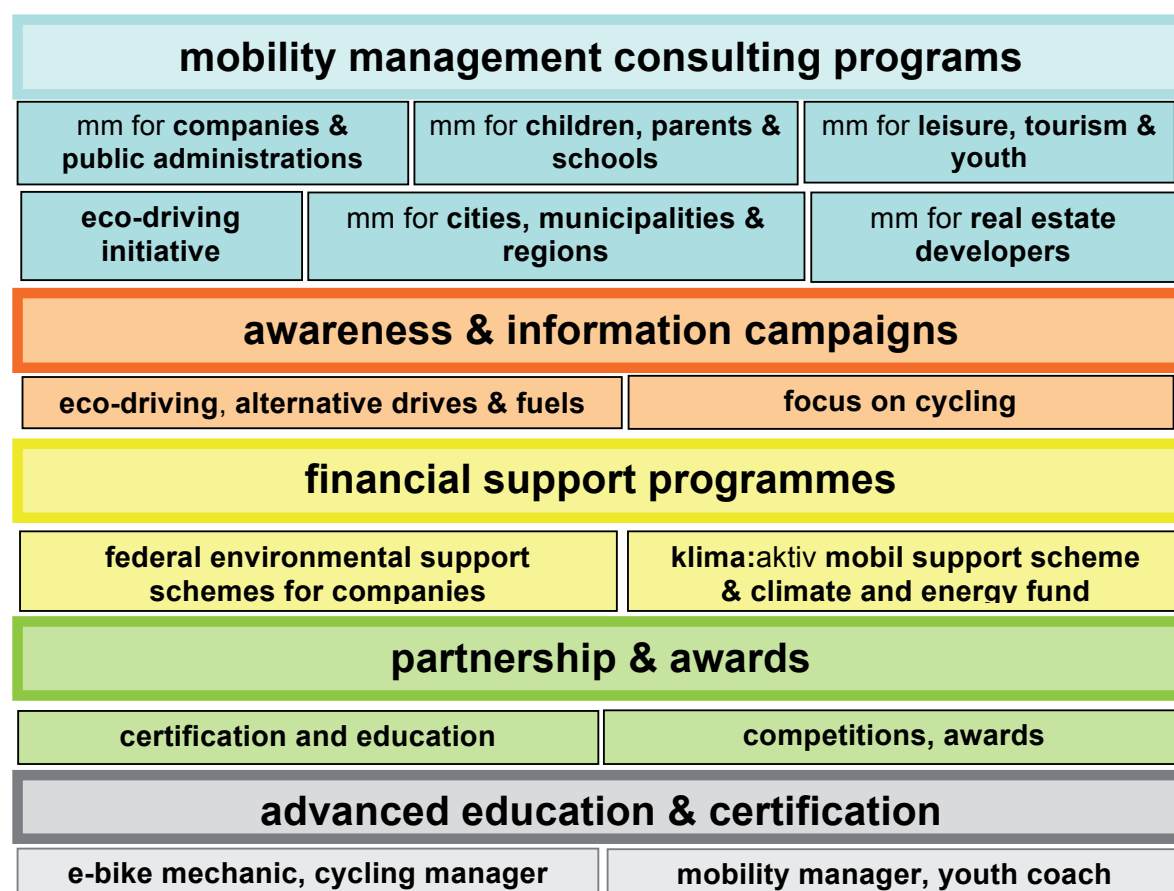 mobility management consulting programs
mm for companies &
public administrations
mm for children, parents &
schools
mm for leisure, tourism &
youth
eco-driving
initiative
mm for cities, municipalities &
regions
mm for real estate
developers
awareness & information campaigns
eco-driving, alternative drives & fuels
focus on cycling
financial support programmes
federal environmental support
schemes for companies
klima:aktiv mobil support scheme
& climate and energy fund
partnership & awards
certification and education
competitions, awards
advanced education & certification
e-bike mechanic, cycling manager
mobility manager, youth coach